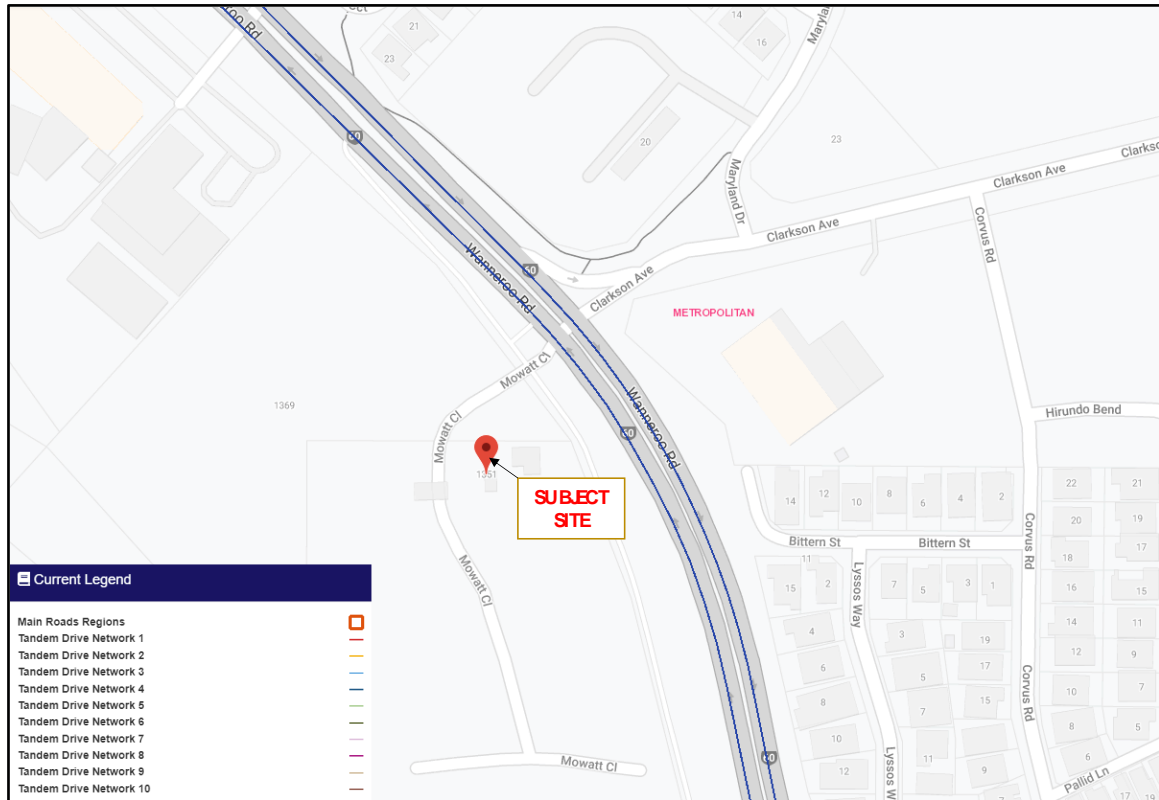 roo Rd
ect
21
23
14
16
Maryland
20
23
Clarkson
Clarkson Ave
Maryland Dr
Clarkson Ave
Corvus Rd
60
60
Wanneroo Rd
Clarkson Ave
METROPOLITAN
Mowatt Cl
1369
Wanneroo Rd
Hirundo Bend
Mowatt Cl
60
1351
SUBJECT
SITE
14
12
10
8
6
4
2
22
21
20
19
Bittern St
Bittern St
Corvus Rd
18
17
11
15
2
Lyssos Way
7
5
3
1
16
15
Mowatt Cl
4
3
19
14
11
12
9
6
5
17
10
7
8
7
15
Corvus Rd
8
5
10
11
9
6
60
12
Lyssos W
Pallid Ln
17
19
Mowatt Cl
Current Legend
Main Roads Regions
Tandem Drive Network 1
Tandem Drive Network 2
Tandem Drive Network 3
Tandem Drive Network 4
Tandem Drive Network 5
Tandem Drive Network 6
Tandem Drive Network 7
Tandem Drive Network 8
Tandem Drive Network 9
Tandem Drive Network 10